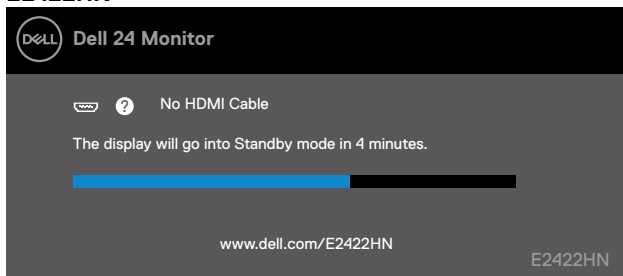 DELL Dell 24 Monitor
? No HDMI Cable
The display will go into Standby mode in 4 minutes.
www.dell.com/E2422HN
E2422HN